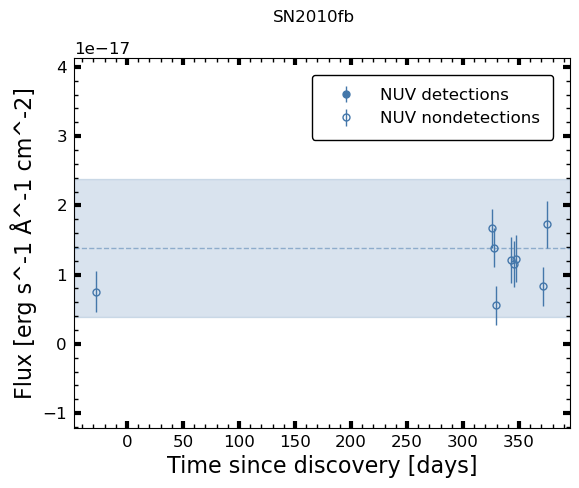 SN2010fb
1e−17
NUV detections
NUV nondetections
4
3
2
1
0
−1
Flux [erg s^-1 Å^-1 cm^-2]
0 50 100 150 200 250 300 350
Time since discovery [days]